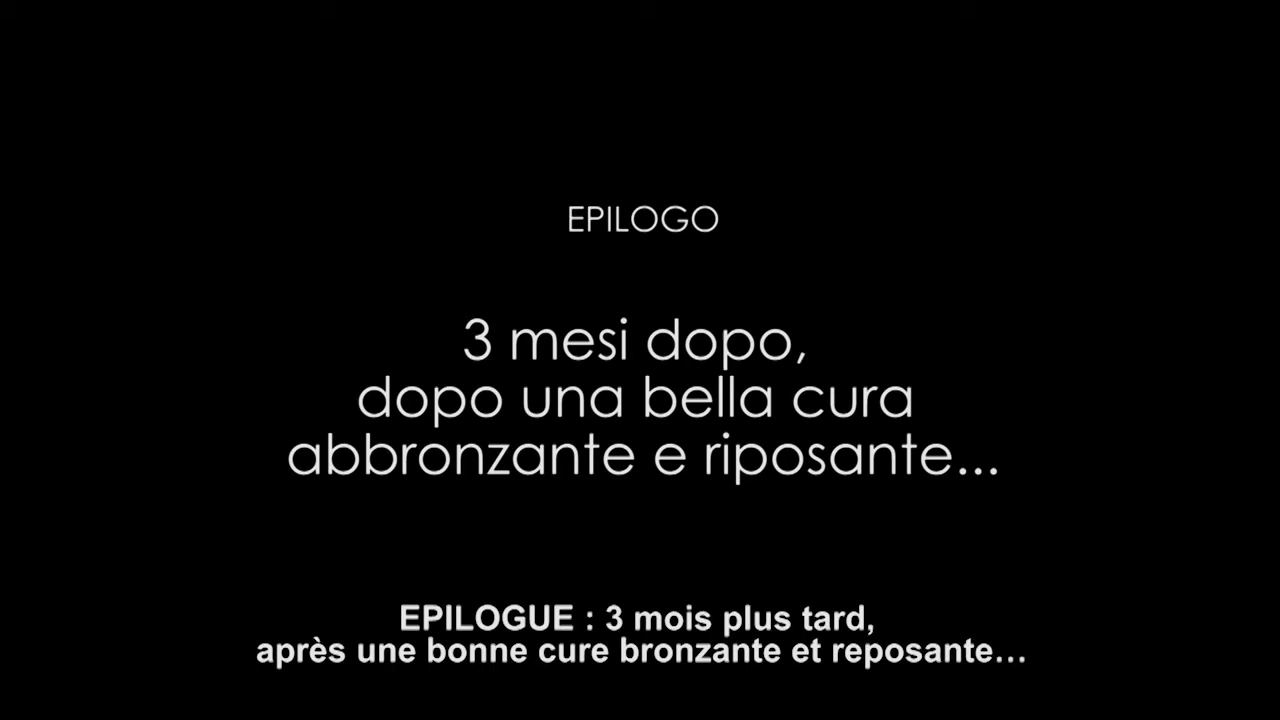 EPILOGO
3 mesi dopo,
dopo una bella cura
abbronzante e riposante...
EPILOGUE : 3 mois plus tard,
après une bonne cure bronzante et reposante...